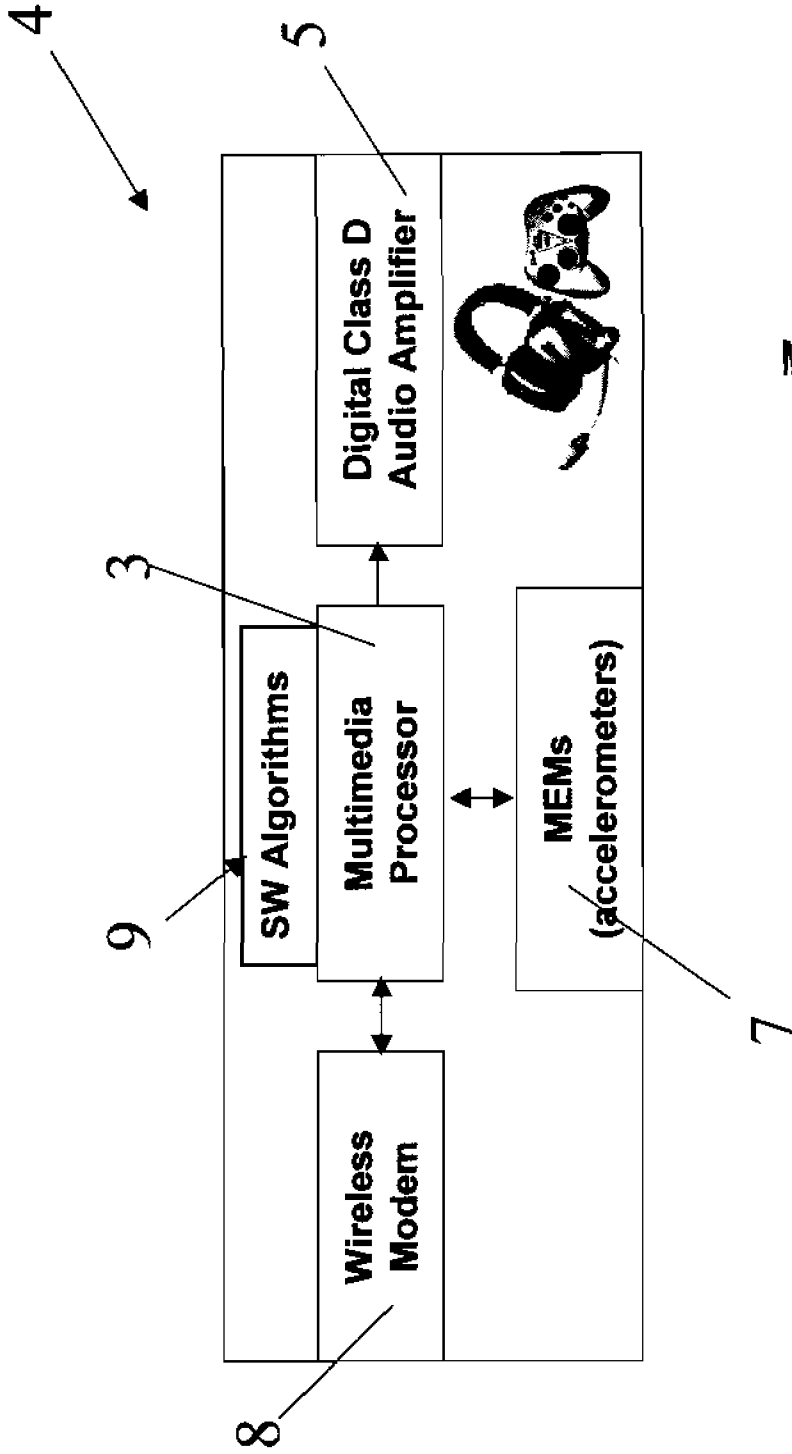 4
9
3
5
8
SW Algorithms
Wireless
Modem
Multimedia
Processor
Digital Class D
Audio Amplifier
MEMs
(accelerometers)
7